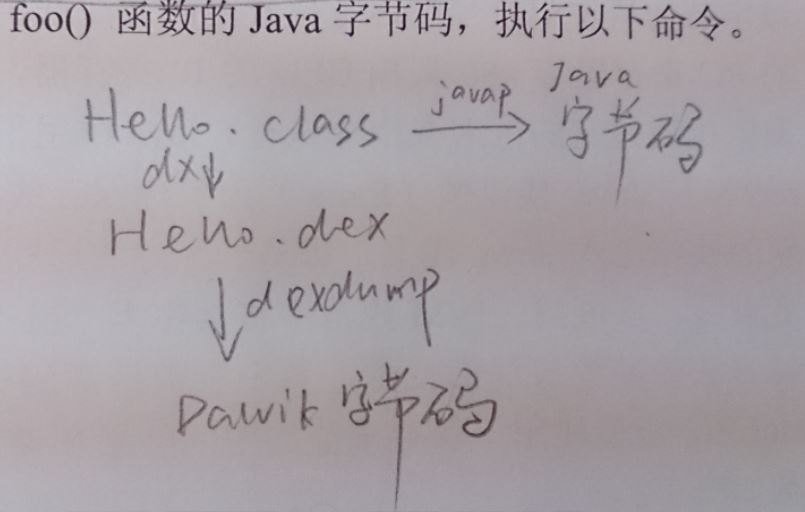 foo() 函数的 Java 字节码，执行以下命令。
Hello.class javap→ Java 字节码
dx↓
Hello.dex
↓dexdump
Dalvik 字节码